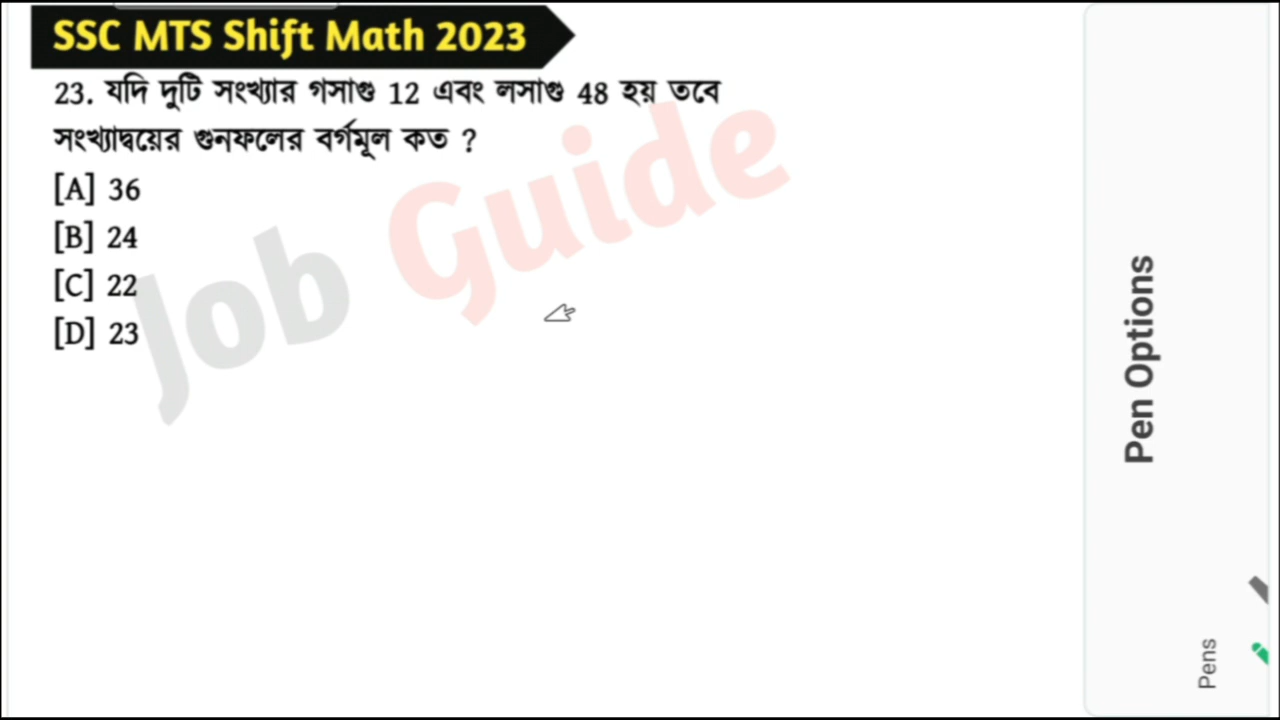 SSC MTS Shift Math 2023
23. যদি দুটি সংখ্যার গসাগু 12 এবং লসাগু 48 হয় তবে
সংখ্যাদ্বয়ের গুনফলের বর্গমূল কত ?
[A] 36
[B] 24
[C] 22
[D] 23
Job Guide
Pen Options
Pens